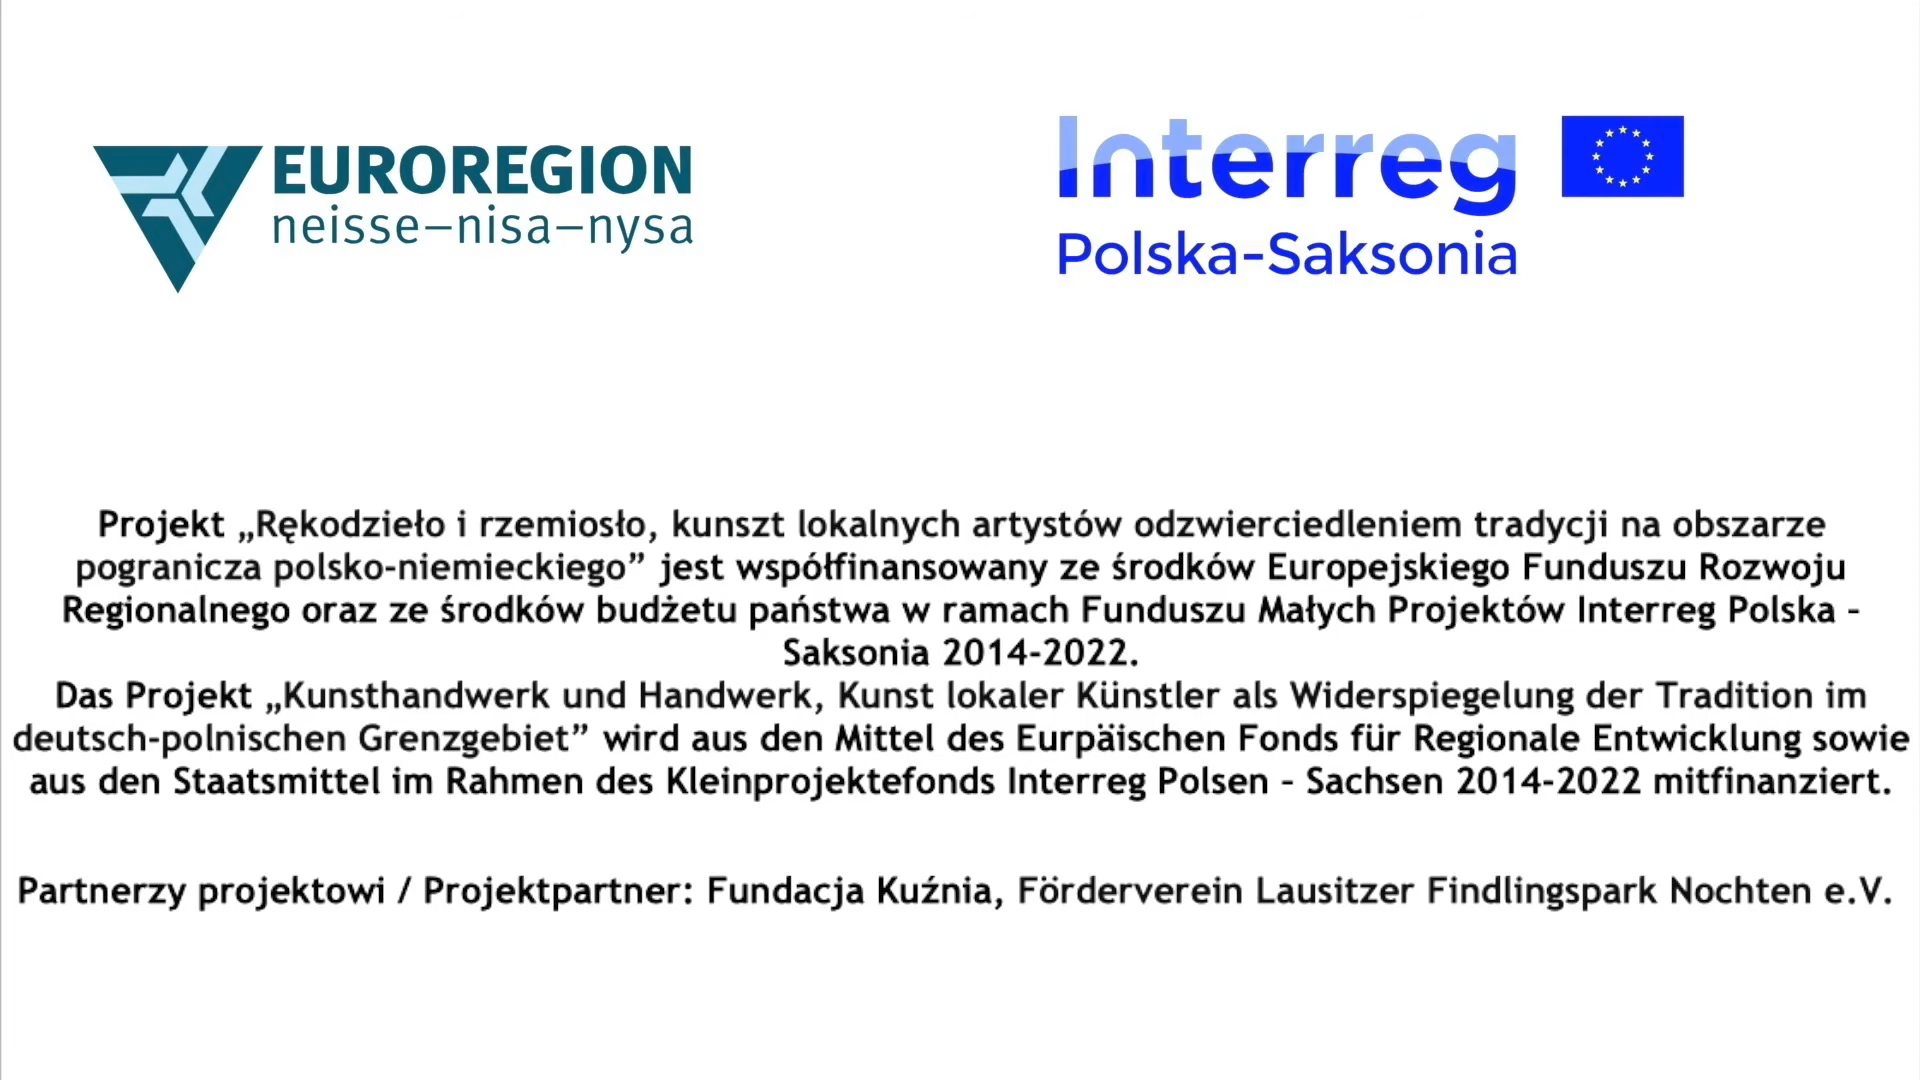 EUROREGION
neisse–nisa–nysa
Interreg
Polska-Saksonia
Projekt „Rękodzieło i rzemiosło, kunszt lokalnych artystów odzwierciedleniem tradycji na obszarze
pogranicza polsko-niemieckiego” jest współfinansowany ze środków Europejskiego Funduszu Rozwoju
Regionalnego oraz ze środków budżetu państwa w ramach Funduszu Małych Projektów Interreg Polska –
Saksonia 2014-2022.
Das Projekt „Kunsthandwerk und Handwerk, Kunst lokaler Künstler als Widerspiegelung der Tradition im
deutsch-polnischen Grenzgebiet” wird aus den Mittel des Eurpäischen Fonds für Regionale Entwicklung sowie
aus den Staatsmittel im Rahmen des Kleinprojektefonds Interreg Polsen – Sachsen 2014-2022 mitfinanziert.
Partnerzy projektowi / Projektpartner: Fundacja Kuźnia, Förderverein Lausitzer Findlingspark Nochten e.V.